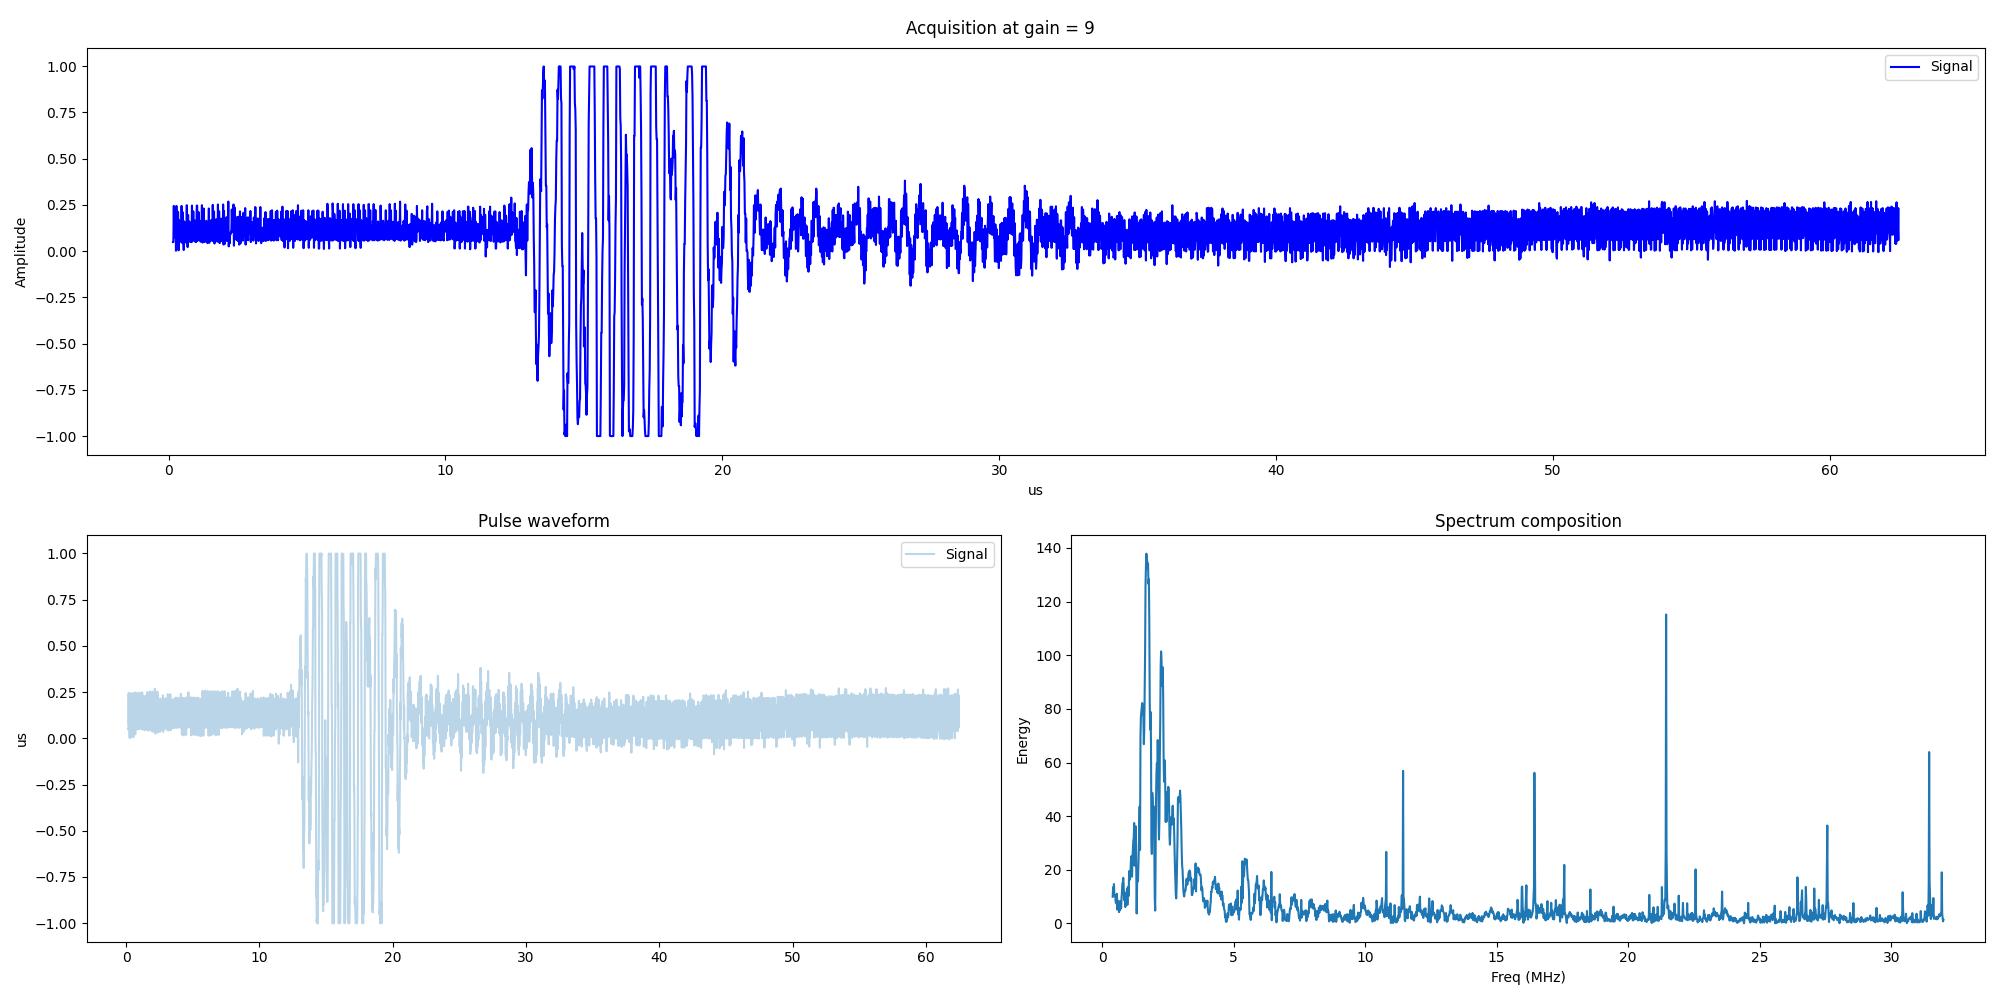 Acquisition at gain = 9
Signal
Amplitude
1.00
0.75
0.50
0.25
0.00
−0.25
−0.50
−0.75
−1.00
0 10 20 30 40 50 60
us
Pulse waveform
Signal
us
1.00
0.75
0.50
0.25
0.00
−0.25
−0.50
−0.75
−1.00
0 10 20 30 40 50 60
Spectrum composition
Energy
140
120
100
80
60
40
20
0
0 5 10 15 20 25 30
Freq (MHz)